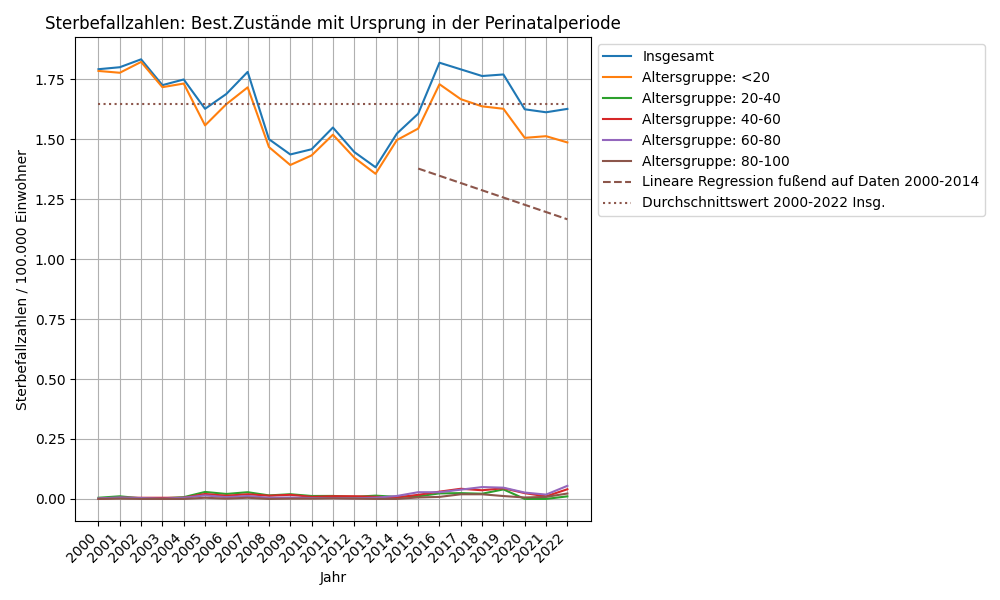 Sterbefallzahlen: Best.Zustände mit Ursprung in der Perinatalperiode
Sterbefallzahlen / 100.000 Einwohner
1.75
1.50
1.25
1.00
0.75
0.50
0.25
0.00
2000
2001
2002
2003
2004
2005
2006
2007
2008
2009
2010
2011
2012
2013
2014
2015
2016
2017
2018
2019
2020
2021
2022
Jahr
Insgesamt
Altersgruppe: <20
Altersgruppe: 20-40
Altersgruppe: 40-60
Altersgruppe: 60-80
Altersgruppe: 80-100
Lineare Regression fußend auf Daten 2000-2014
Durchschnittswert 2000-2022 Insg.